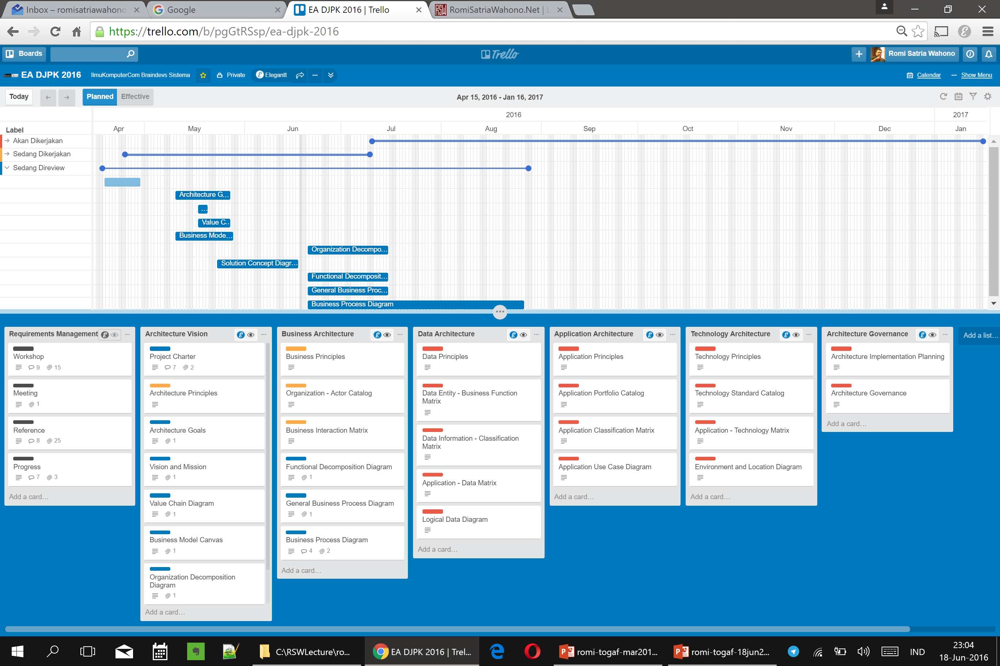 Inbox – romisatriawahono
Google
EA DJPK 2016 | Trello
RomiSatriaWahono.Net | L
https://trello.com/b/pgGtRSsp/ea-djpk-2016
Boards
Trello
Romi Satria Wahono
EA DJPK 2016
IlmuKomputerCom Braindevs Sistema
Private
Elegantt
Calendar
Show Menu
Today
Planned
Effective
Apr 15, 2016 - Jan 16, 2017
2016
2017
Label
Apr
May
Jun
Jul
Aug
Sep
Oct
Nov
Dec
Jan
Akan Dikerjakan
Sedang Dikerjakan
Sedang Direview
Architecture G...
...
Value C..
Business Mode...
Organization Decompo...
Solution Concept Diagr...
Functional Decomposit...
General Business Proc...
Business Process Diagram
Requirements Management
Workshop
9 15
Meeting
1
Reference
8 25
Progress
7 3
Add a card...
Architecture Vision
Project Charter
7 2
Architecture Principles
Architecture Goals
1
Vision and Mission
1
Value Chain Diagram
1
Business Model Canvas
1
Organization Decomposition
Diagram
1
Add a card...
Business Architecture
Business Principles
Organization - Actor Catalog
Business Interaction Matrix
Functional Decomposition Diagram
1
General Business Process Diagram
1
Business Process Diagram
4 2
Add a card...
Data Architecture
Data Principles
Data Entity - Business Function
Matrix
Data Information - Classification
Matrix
Application - Data Matrix
Logical Data Diagram
Add a card...
Application Architecture
Application Principles
Application Portfolio Catalog
Application Classification Matrix
Application Use Case Diagram
Add a card...
Technology Architecture
Technology Principles
Technology Standard Catalog
Application - Technology Matrix
Environment and Location Diagram
Add a card...
Architecture Governance
Architecture Implementation Planning
Architecture Governance
Add a card...
Add a list...
C:\RSWLecture\ro...
EA DJPK 2016 | Trel...
romi-togaf-mar201...
romi-togaf-18jun2...
IND
23:04
18-Jun-2016